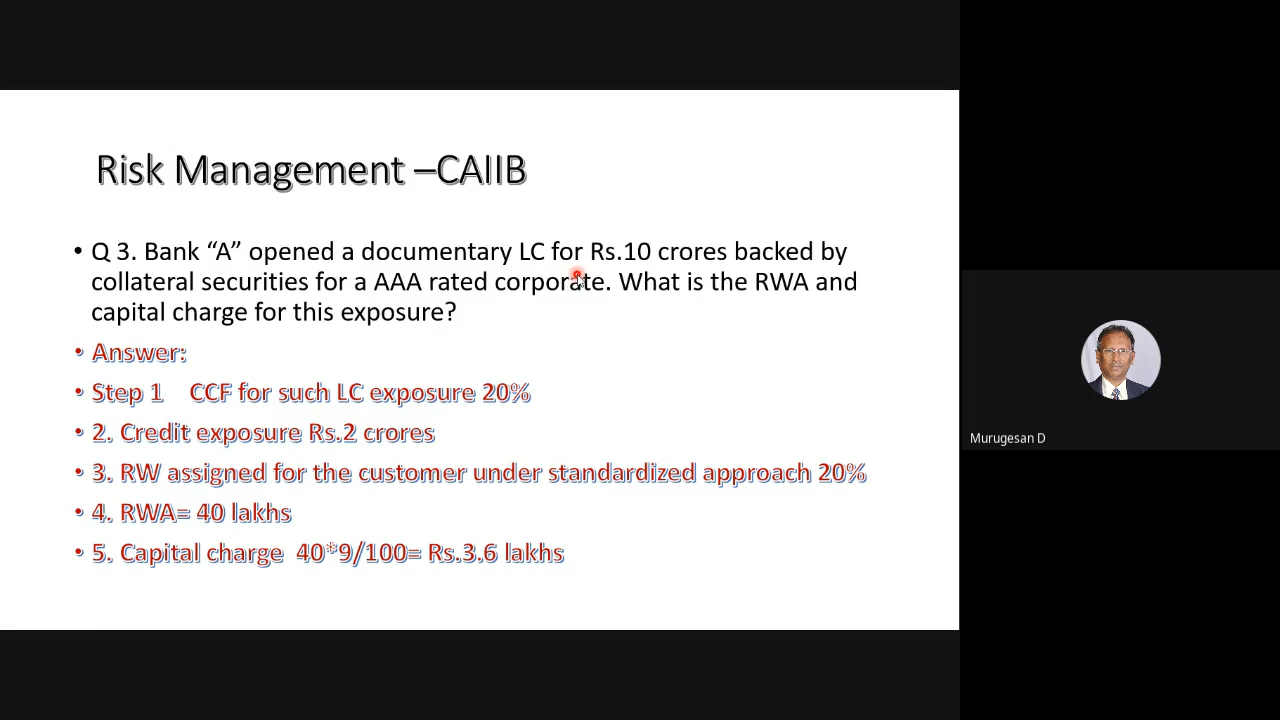 Risk Management –CAIIB
• Q 3. Bank “A” opened a documentary LC for Rs.10 crores backed by
collateral securities for a AAA rated corporate. What is the RWA and
capital charge for this exposure?
• Answer:
• Step 1 CCF for such LC exposure 20%
• 2. Credit exposure Rs.2 crores
• 3. RW assigned for the customer under standardized approach 20%
• 4. RWA= 40 lakhs
• 5. Capital charge 40*9/100= Rs.3.6 lakhs
Murugesan D